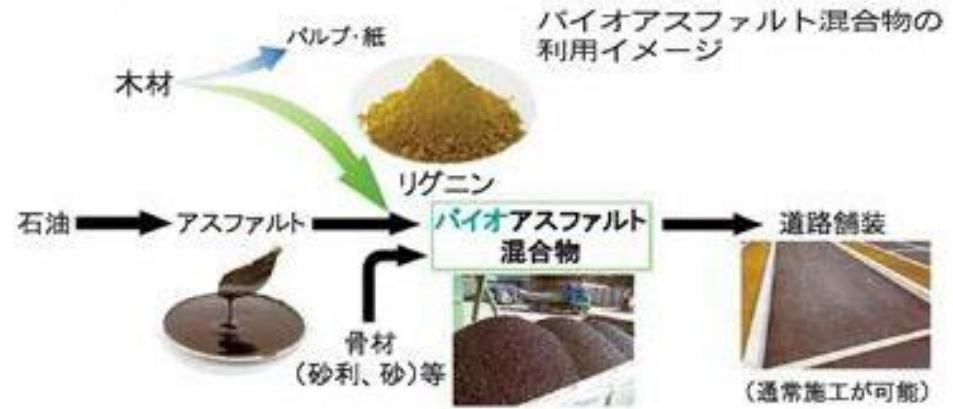 バイオアスファルト混合物の
利用イメージ
パルプ・紙
木材
リグニン
石油
アスファルト
バイオアスファルト
混合物
道路舗装
骨材
(砂利、砂)等
(通常施工が可能)